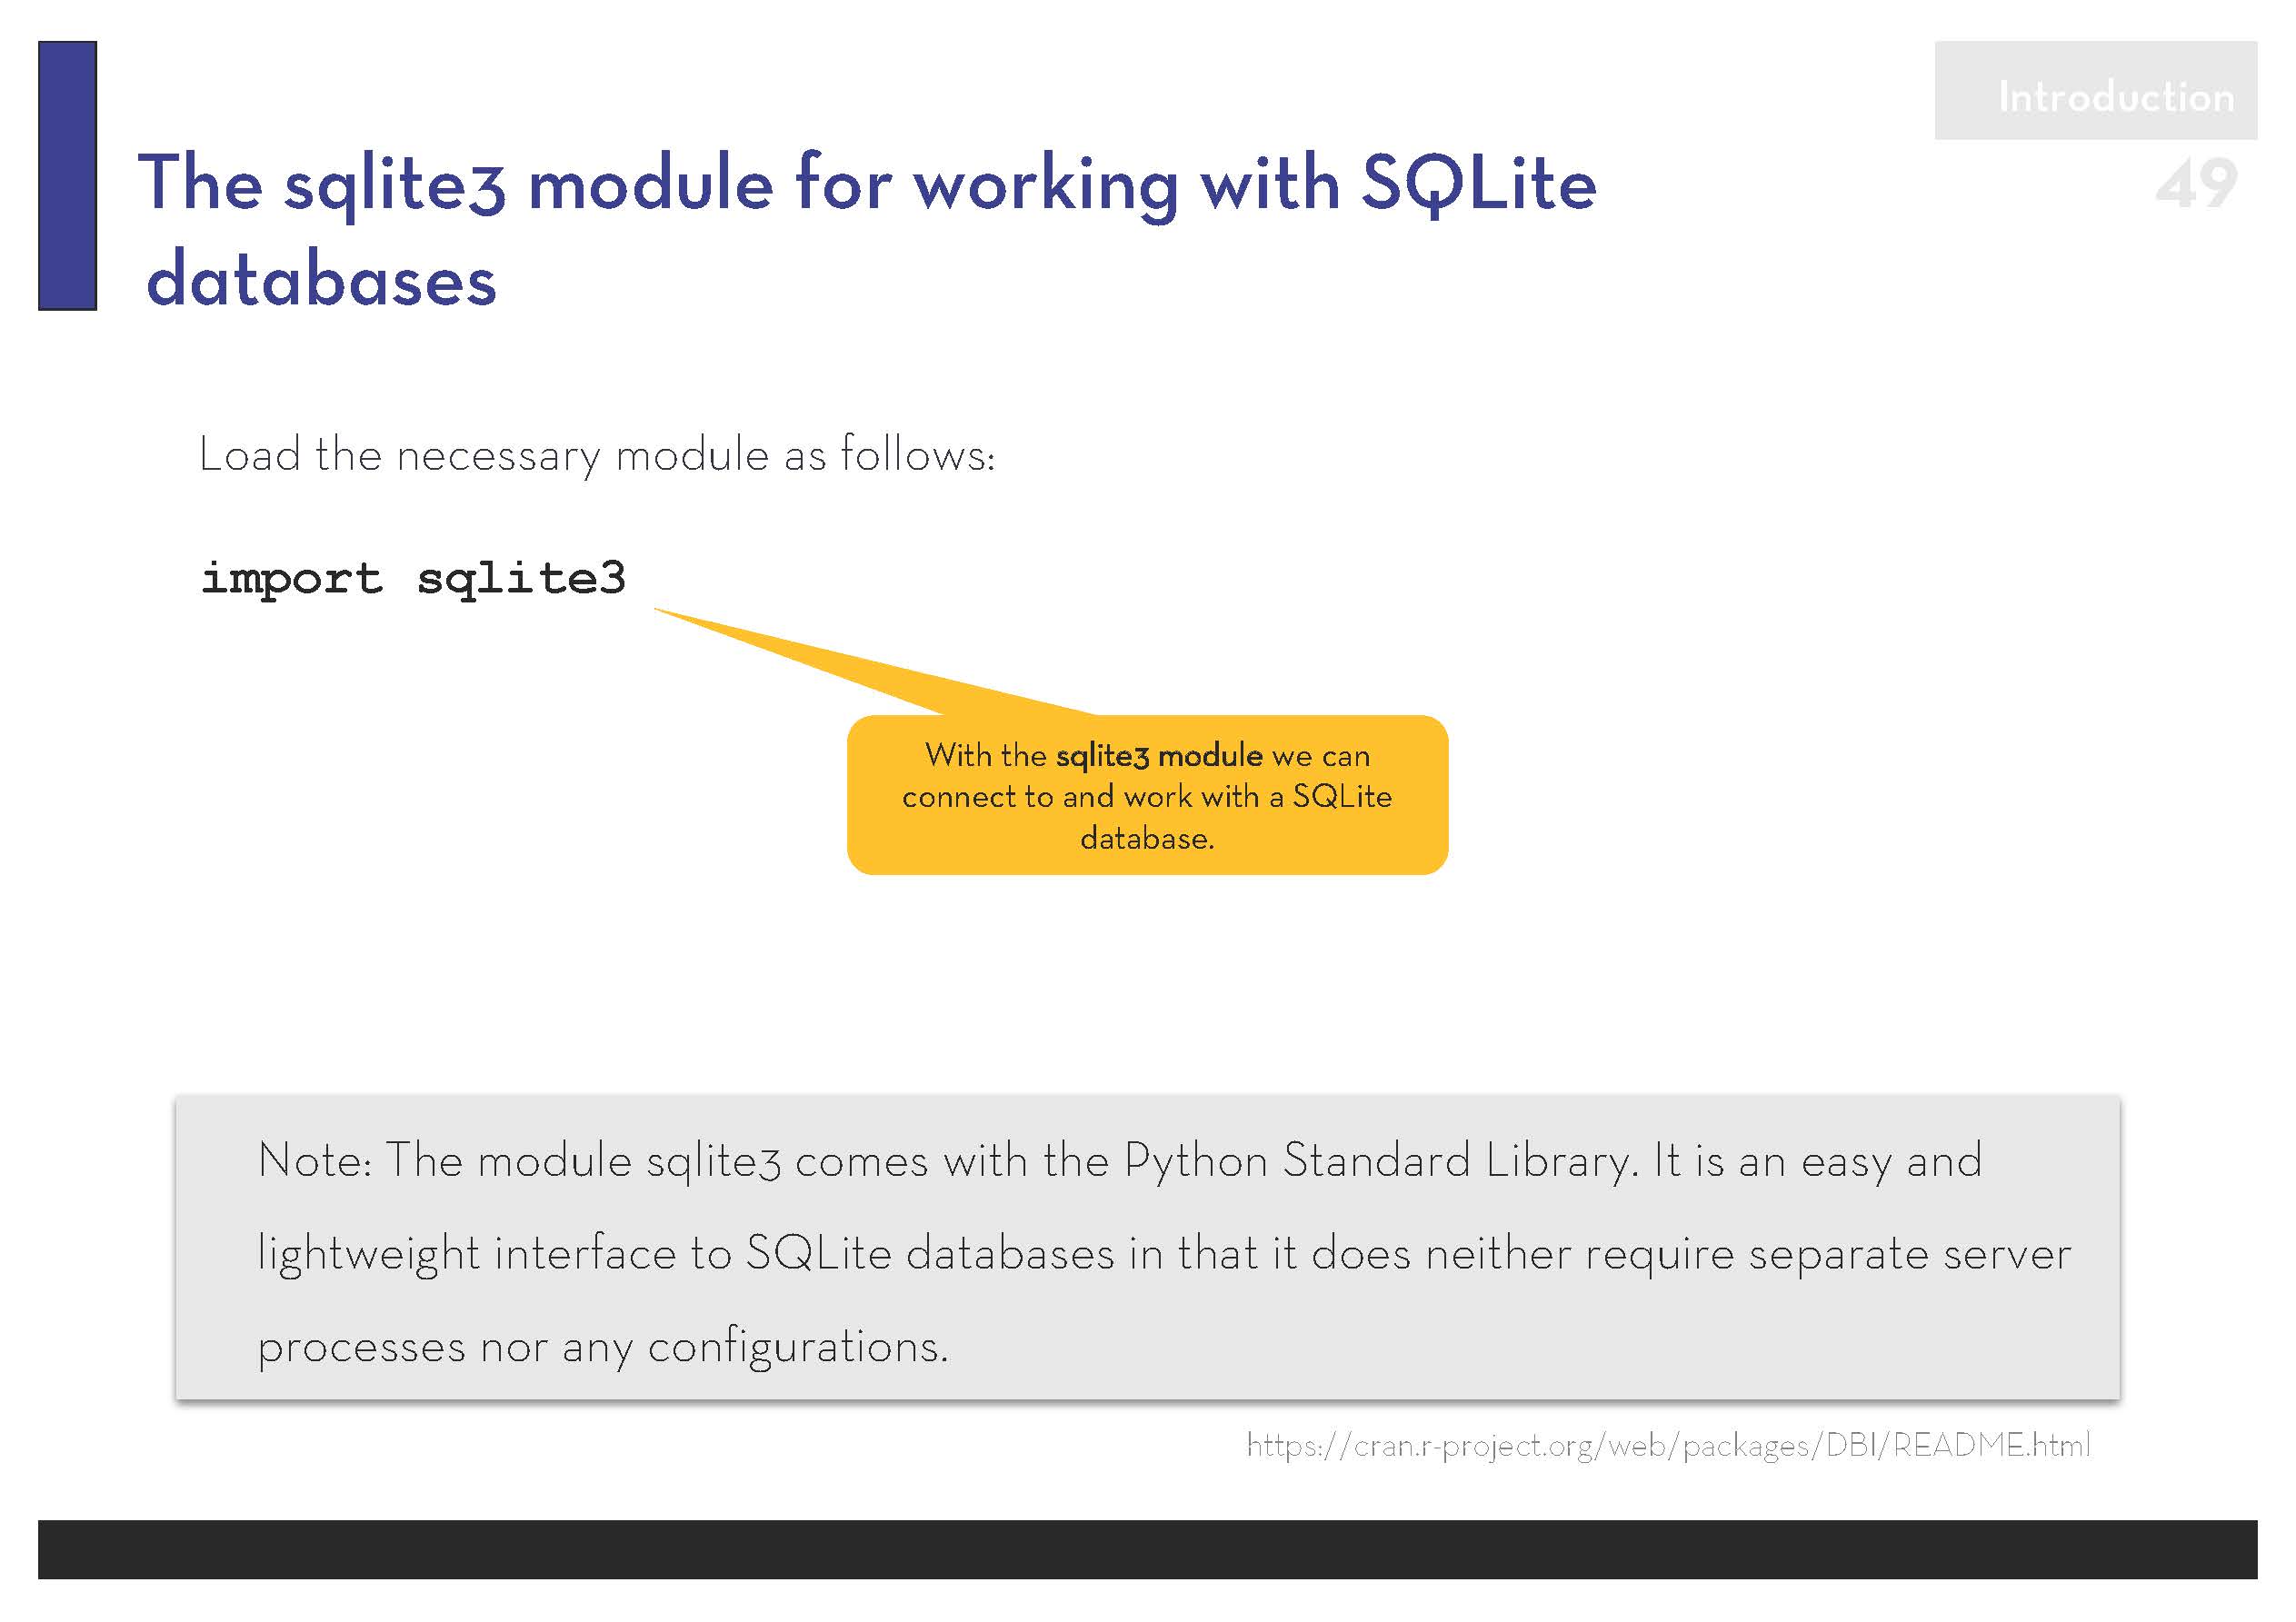 Introduction
49
The sqlite3 module for working with SQLite
databases
Load the necessary module as follows:
import sqlite3
With the sqlite3 module we can
connect to and work with a SQLite
database.
Note: The module sqlite3 comes with the Python Standard Library. It is an easy and
lightweight interface to SQLite databases in that it does neither require separate server
processes nor any configurations.
https://cran.r-project.org/web/packages/DBI/README.html